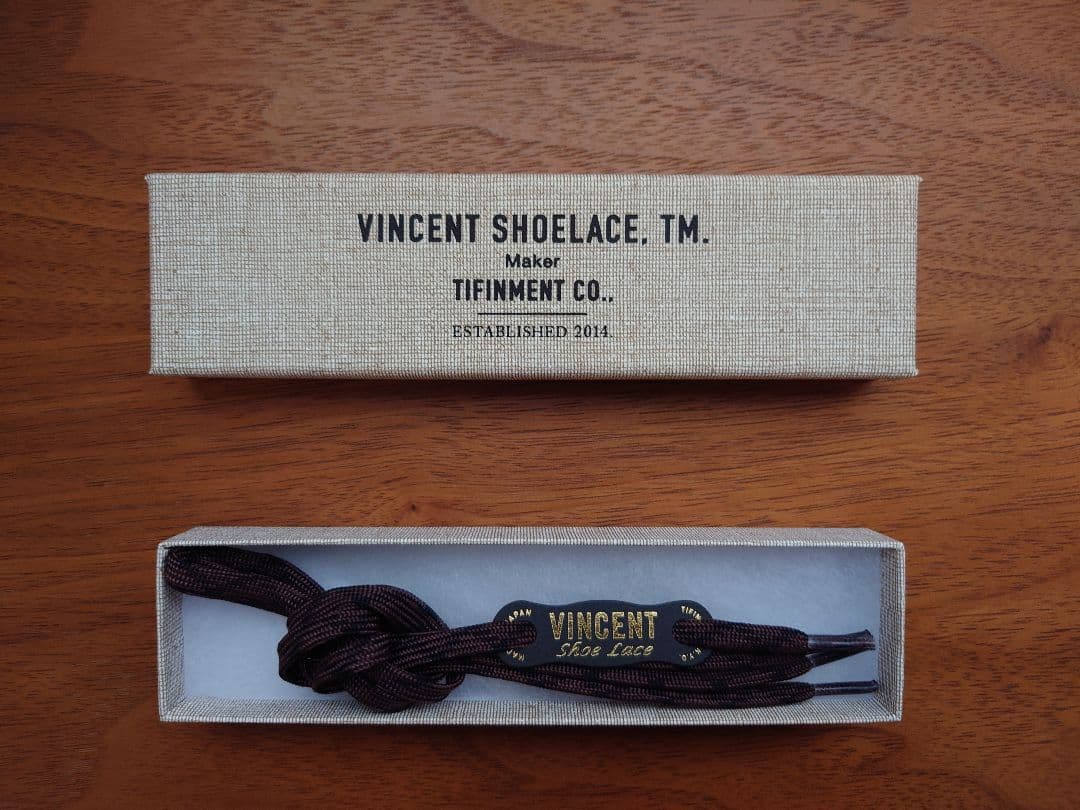 VINCENT SHOELACE, TM.
Maker
TIFINMENT CO.,
ESTABLISHED 2014.
VINCENT
Shoe Lace